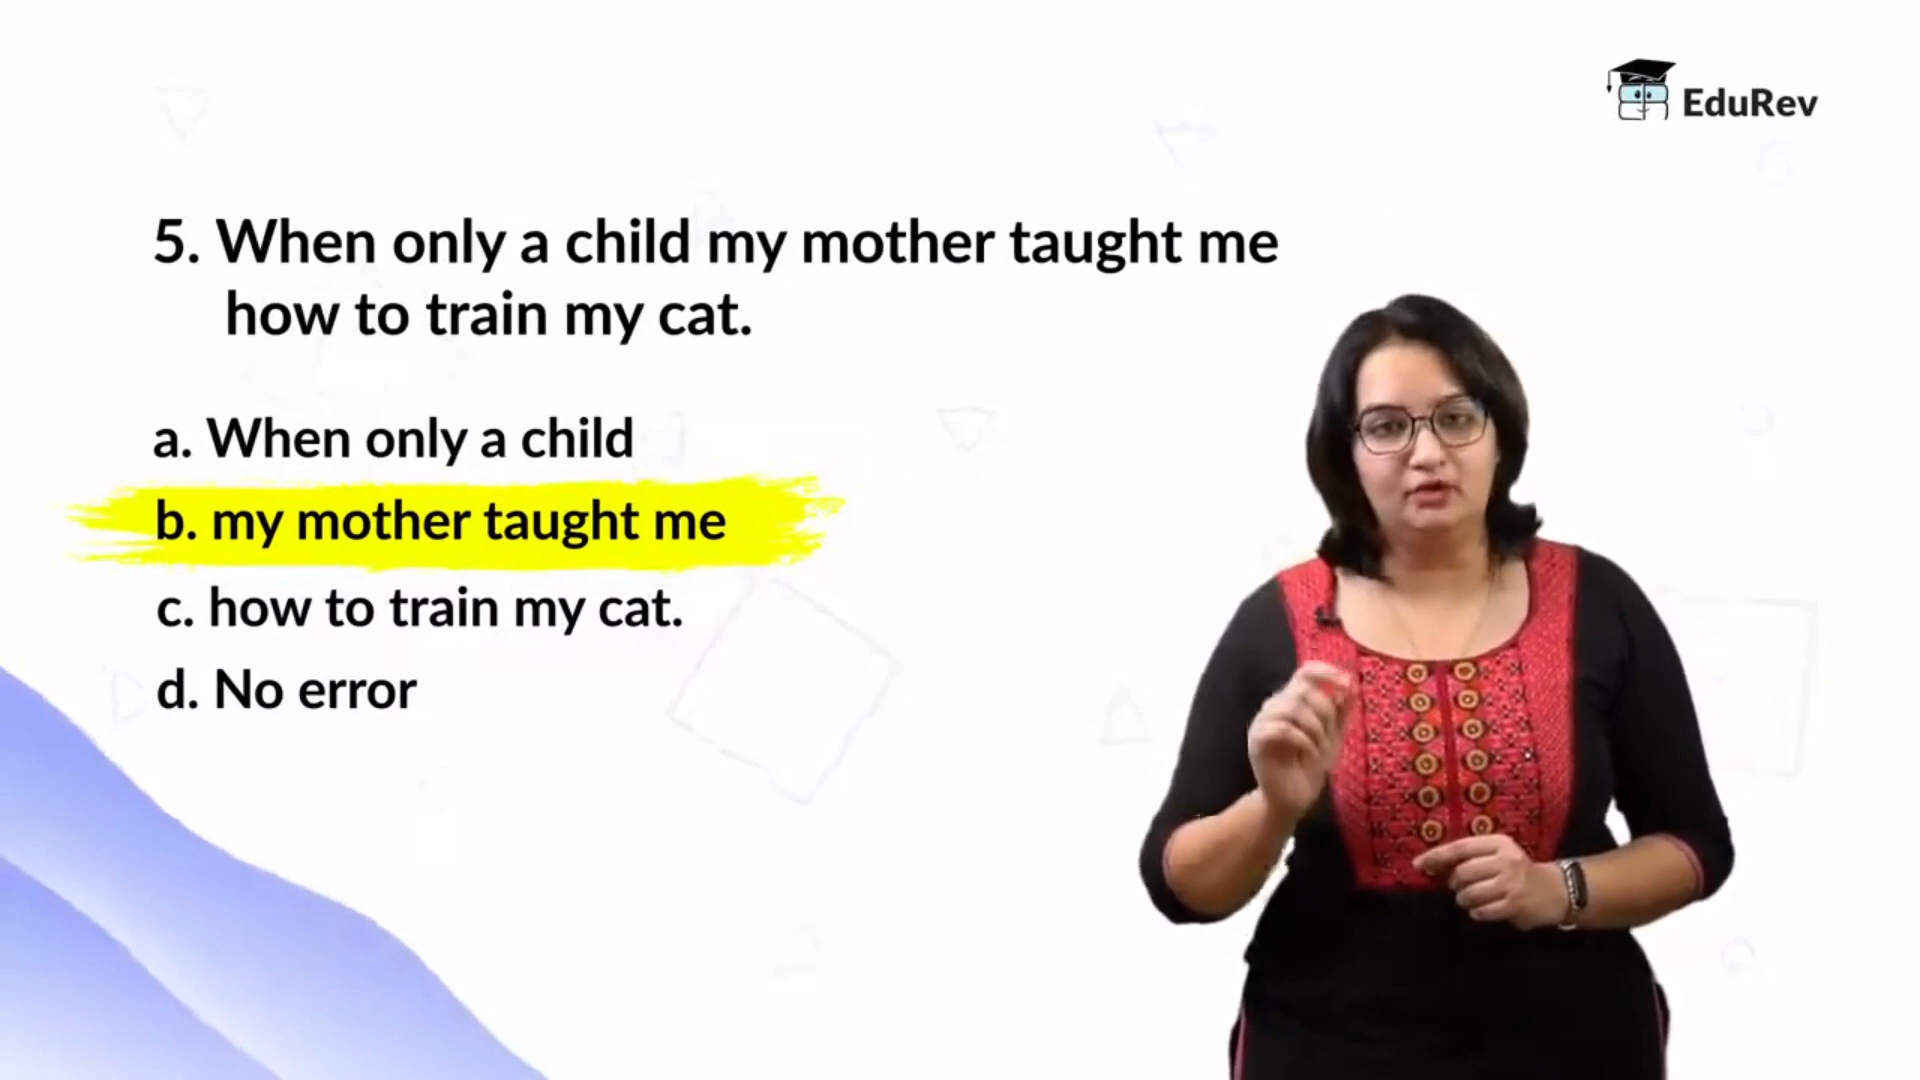 EduRev
5. When only a child my mother taught me
how to train my cat.
a. When only a child
b. my mother taught me
c. how to train my cat.
d. No error